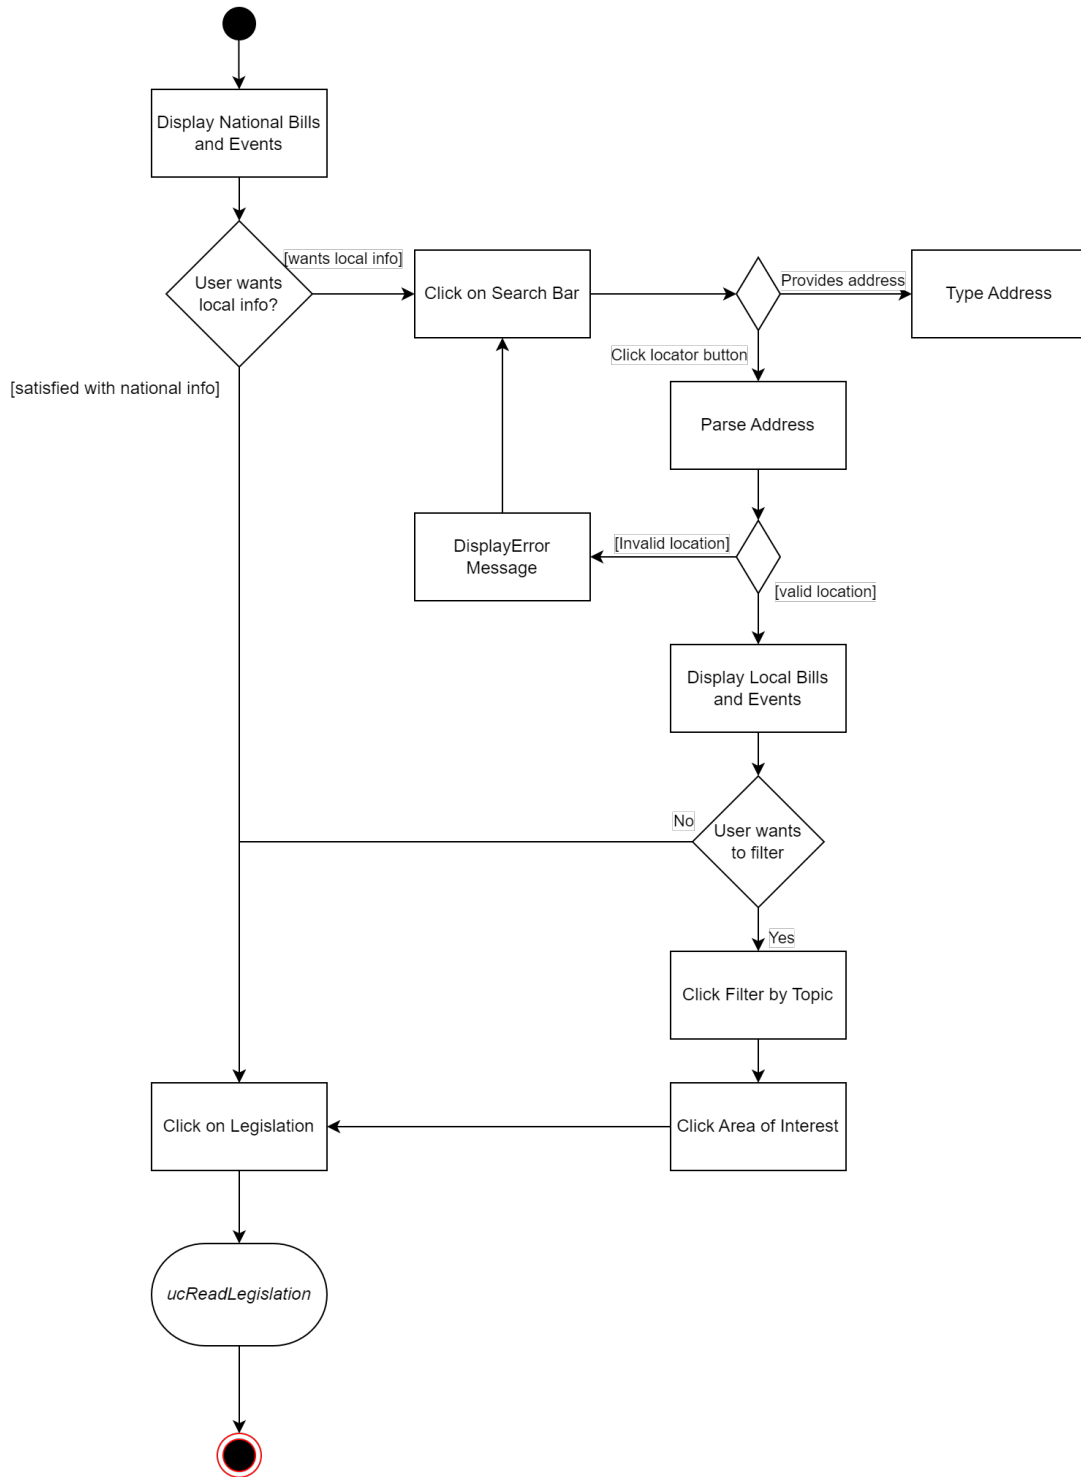 Display National Bills
and Events
User wants
local info?
[wants local info]
Click on Search Bar
Provides address
Type Address
Click locator button
[satisfied with national info]
Parse Address
[Invalid location]
DisplayError
Message
[valid location]
Display Local Bills
and Events
No
User wants
to filter
Yes
Click Filter by Topic
Click on Legislation
Click Area of Interest
ucReadLegislation